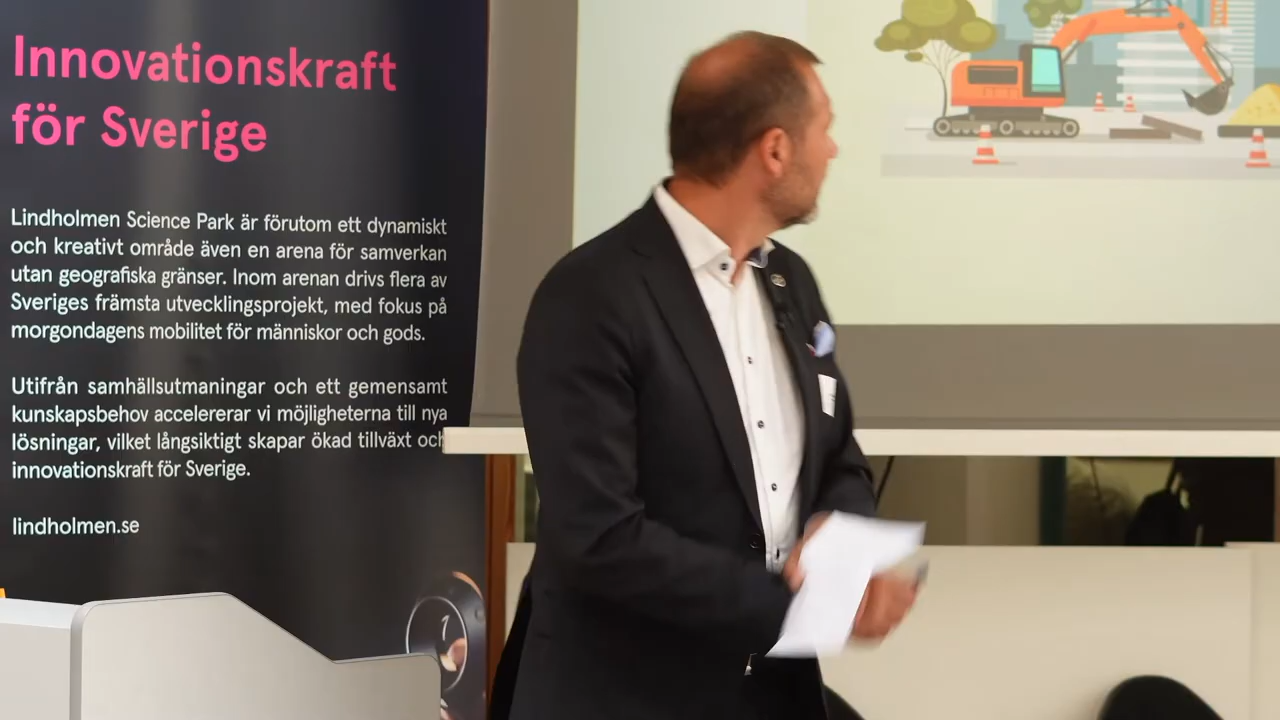 Innovationskraft
för Sverige
Lindholmen Science Park är förutom ett dynamiskt
och kreativt område även en arena för samverkan
utan geografiska gränser. Inom arenan drivs flera av
Sveriges främsta utvecklingsprojekt, med fokus på
morgondagens mobilitet för människor och gods.
Utifrån samhällsutmaningar och ett gemensamt
kunskapsbehov accelererar vi möjligheterna till nya
lösningar, vilket långsiktigt skapar ökad tillväxt och
innovationskraft för Sverige.
lindholmen.se
1